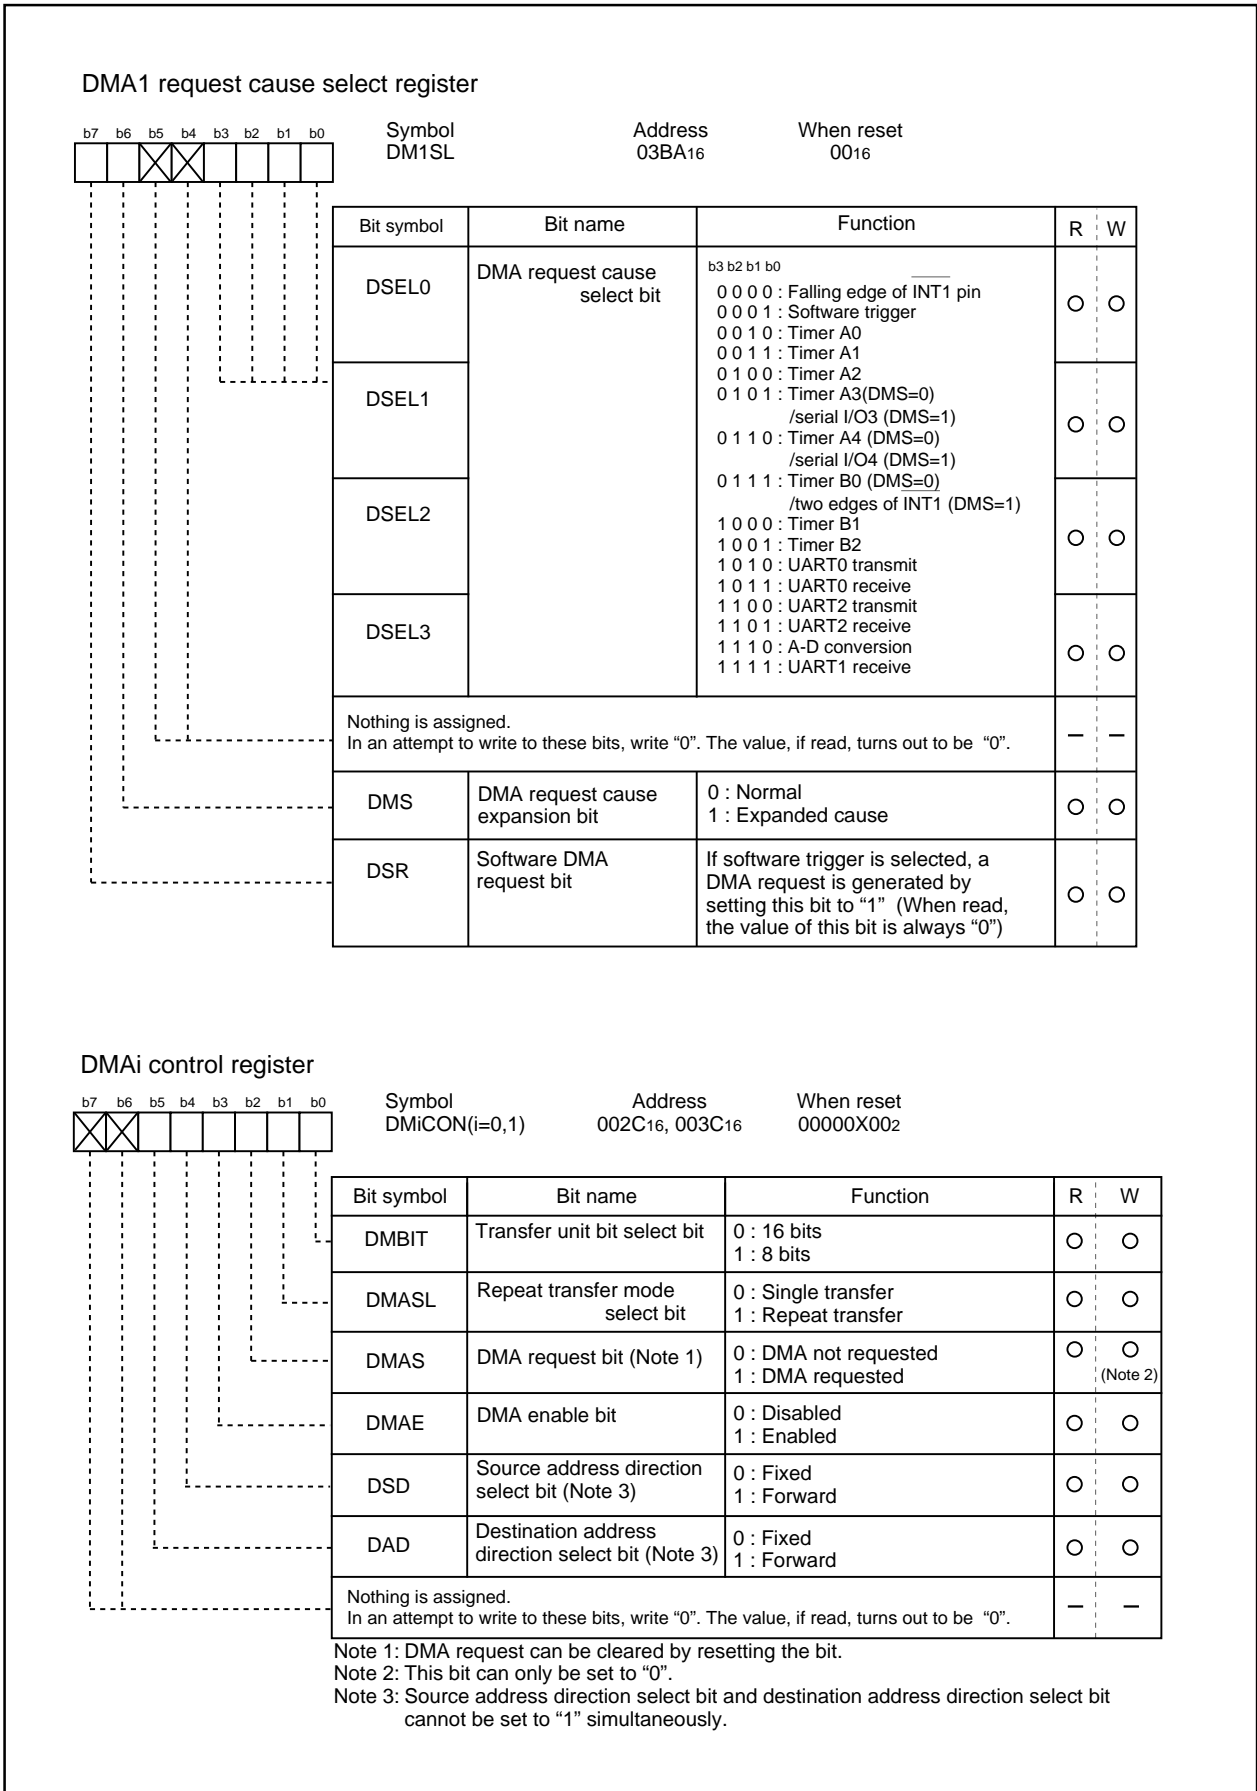 DMA1 request cause select register
b7 b6 b5 b4 b3 b2 b1 b0
Symbol Address When reset
DM1SL 03BA16 0016
Bit symbol Bit name Function R W
DSEL0 DMA request cause select bit
b3 b2 b1 b0
0 0 0 0 : Falling edge of INT1 pin
0 0 0 1 : Software trigger
0 0 1 0 : Timer A0
0 0 1 1 : Timer A1
0 1 0 0 : Timer A2
DSEL1
0 1 0 1 : Timer A3(DMS=0)
/serial I/O3 (DMS=1)
0 1 1 0 : Timer A4 (DMS=0)
/serial I/O4 (DMS=1)
0 1 1 1 : Timer B0 (DMS=0)
/two edges of INT1 (DMS=1)
DSEL2
1 0 0 0 : Timer B1
1 0 0 1 : Timer B2
1 0 1 0 : UART0 transmit
1 0 1 1 : UART0 receive
1 1 0 0 : UART2 transmit
DSEL3
1 1 0 1 : UART2 receive
1 1 1 0 : A-D conversion
1 1 1 1 : UART1 receive
Nothing is assigned.
In an attempt to write to these bits, write “0”. The value, if read, turns out to be “0”.
DMS DMA request cause expansion bit
0 : Normal
1 : Expanded cause
DSR Software DMA request bit
If software trigger is selected, a
DMA request is generated by
setting this bit to “1” (When read,
the value of this bit is always “0”)
DMAi control register
b7 b6 b5 b4 b3 b2 b1 b0
Symbol Address When reset
DMiCON(i=0,1) 002C16, 003C16 00000X002
Bit symbol Bit name Function R W
DMBIT Transfer unit bit select bit
0 : 16 bits
1 : 8 bits
DMASL Repeat transfer mode select bit
0 : Single transfer
1 : Repeat transfer
DMAS DMA request bit (Note 1)
0 : DMA not requested
1 : DMA requested
(Note 2)
DMAE DMA enable bit
0 : Disabled
1 : Enabled
DSD Source address direction select bit (Note 3)
0 : Fixed
1 : Forward
DAD Destination address direction select bit (Note 3)
0 : Fixed
1 : Forward
Nothing is assigned.
In an attempt to write to these bits, write “0”. The value, if read, turns out to be “0”.
Note 1: DMA request can be cleared by resetting the bit.
Note 2: This bit can only be set to “0”.
Note 3: Source address direction select bit and destination address direction select bit
cannot be set to “1” simultaneously.